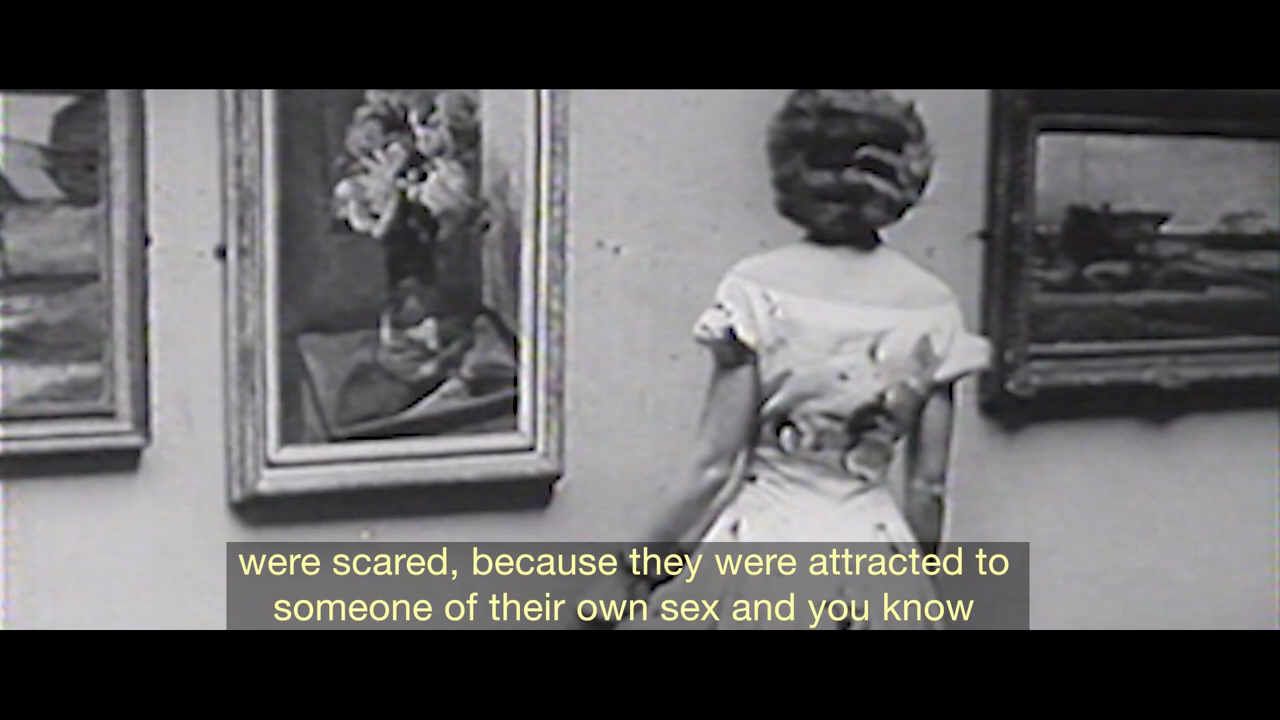 were scared, because they were attracted to
someone of their own sex and you know